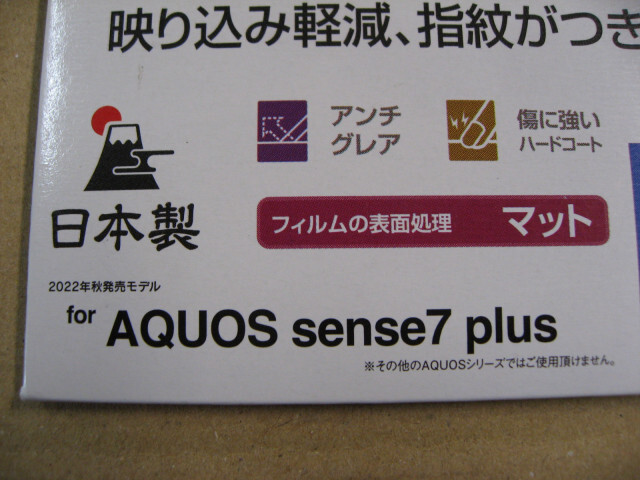 映り込み軽減、指紋がつき
アンチ
グレア
傷に強い
ハードコート
日本製
フィルムの表面処理 マット
2022年秋発売モデル
for AQUOS sense7 plus
※その他のAQUOSシリーズではご使用頂けません。